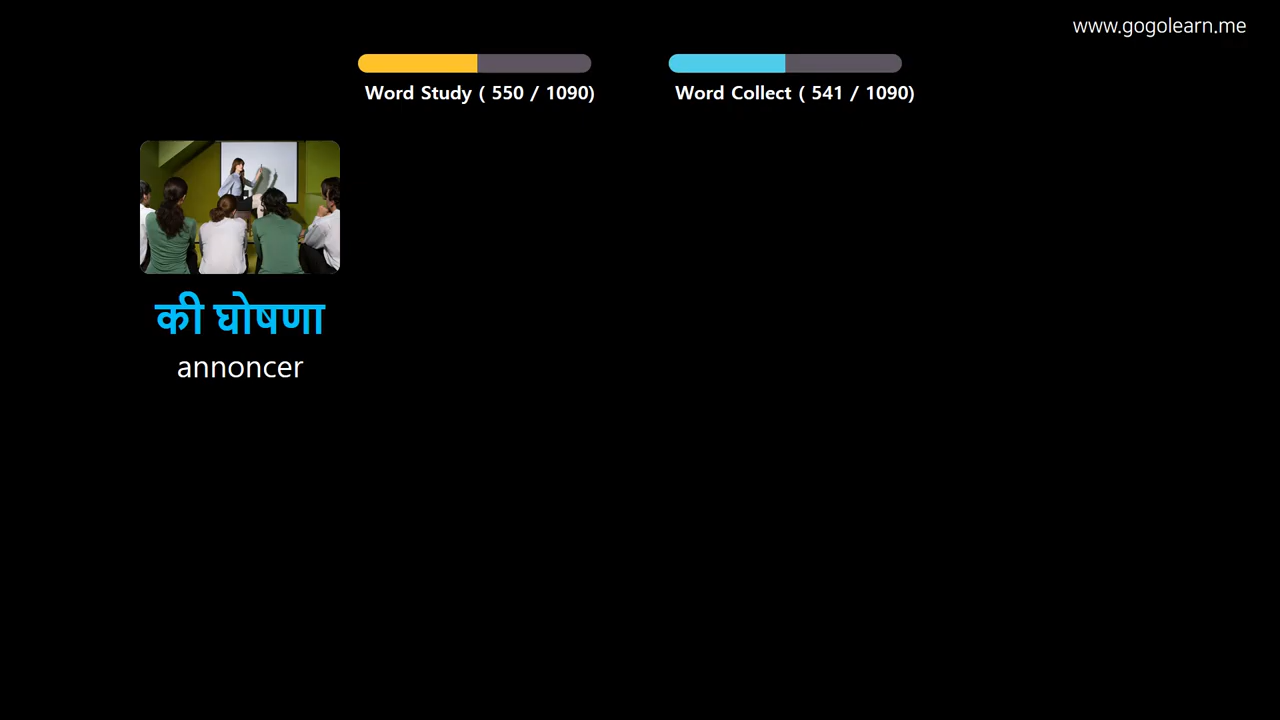 www.gogolearn.me
Word Study ( 550 / 1090)
Word Collect ( 541 / 1090)
की घोषणा
annoncer